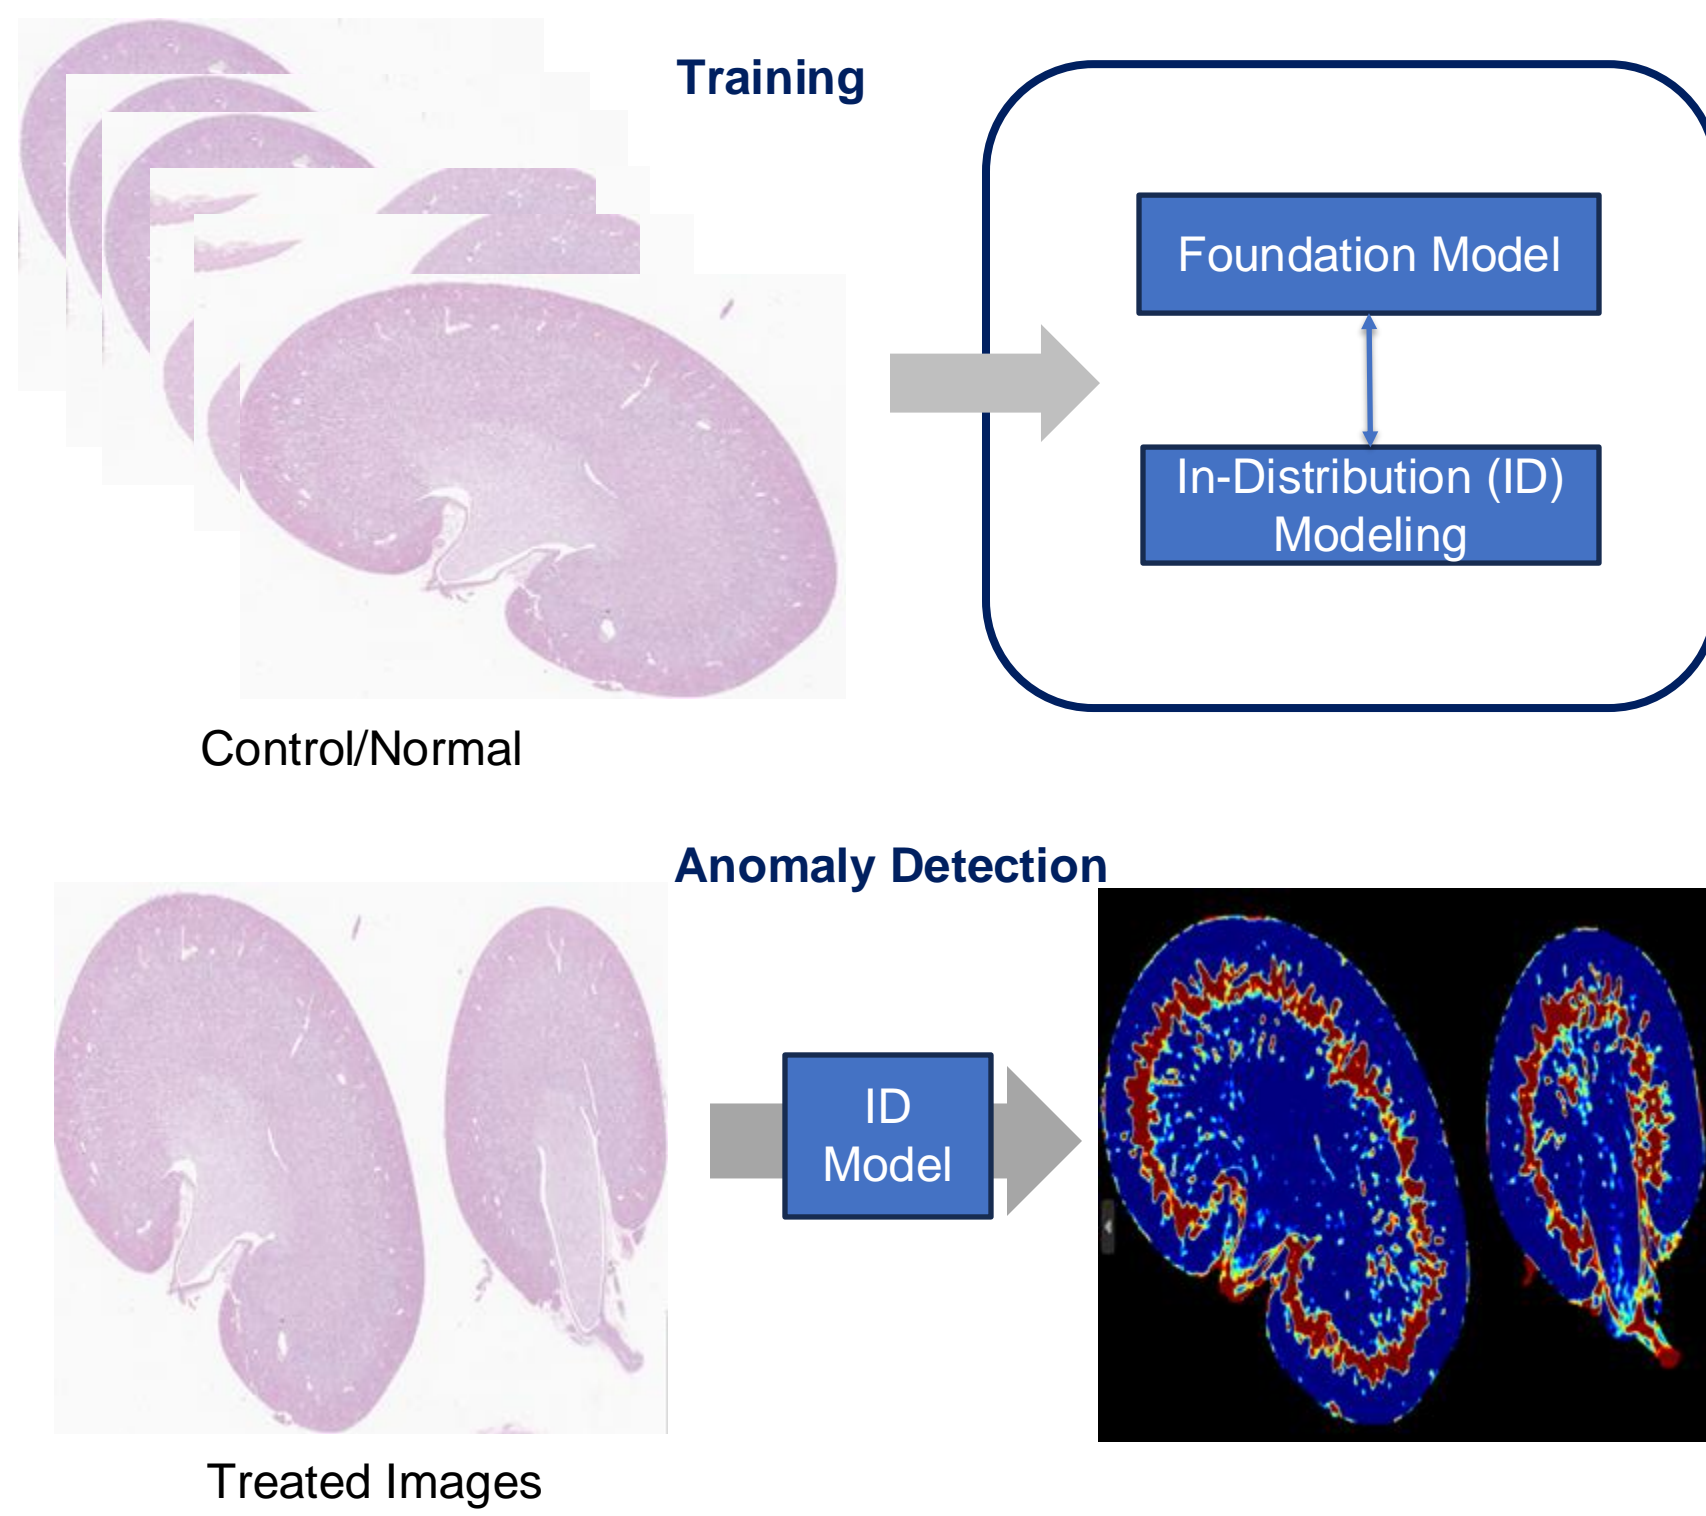 Training
Foundation Model
In-Distribution (ID)
Modeling
Control/Normal
Anomaly Detection
ID
Model
Treated Images